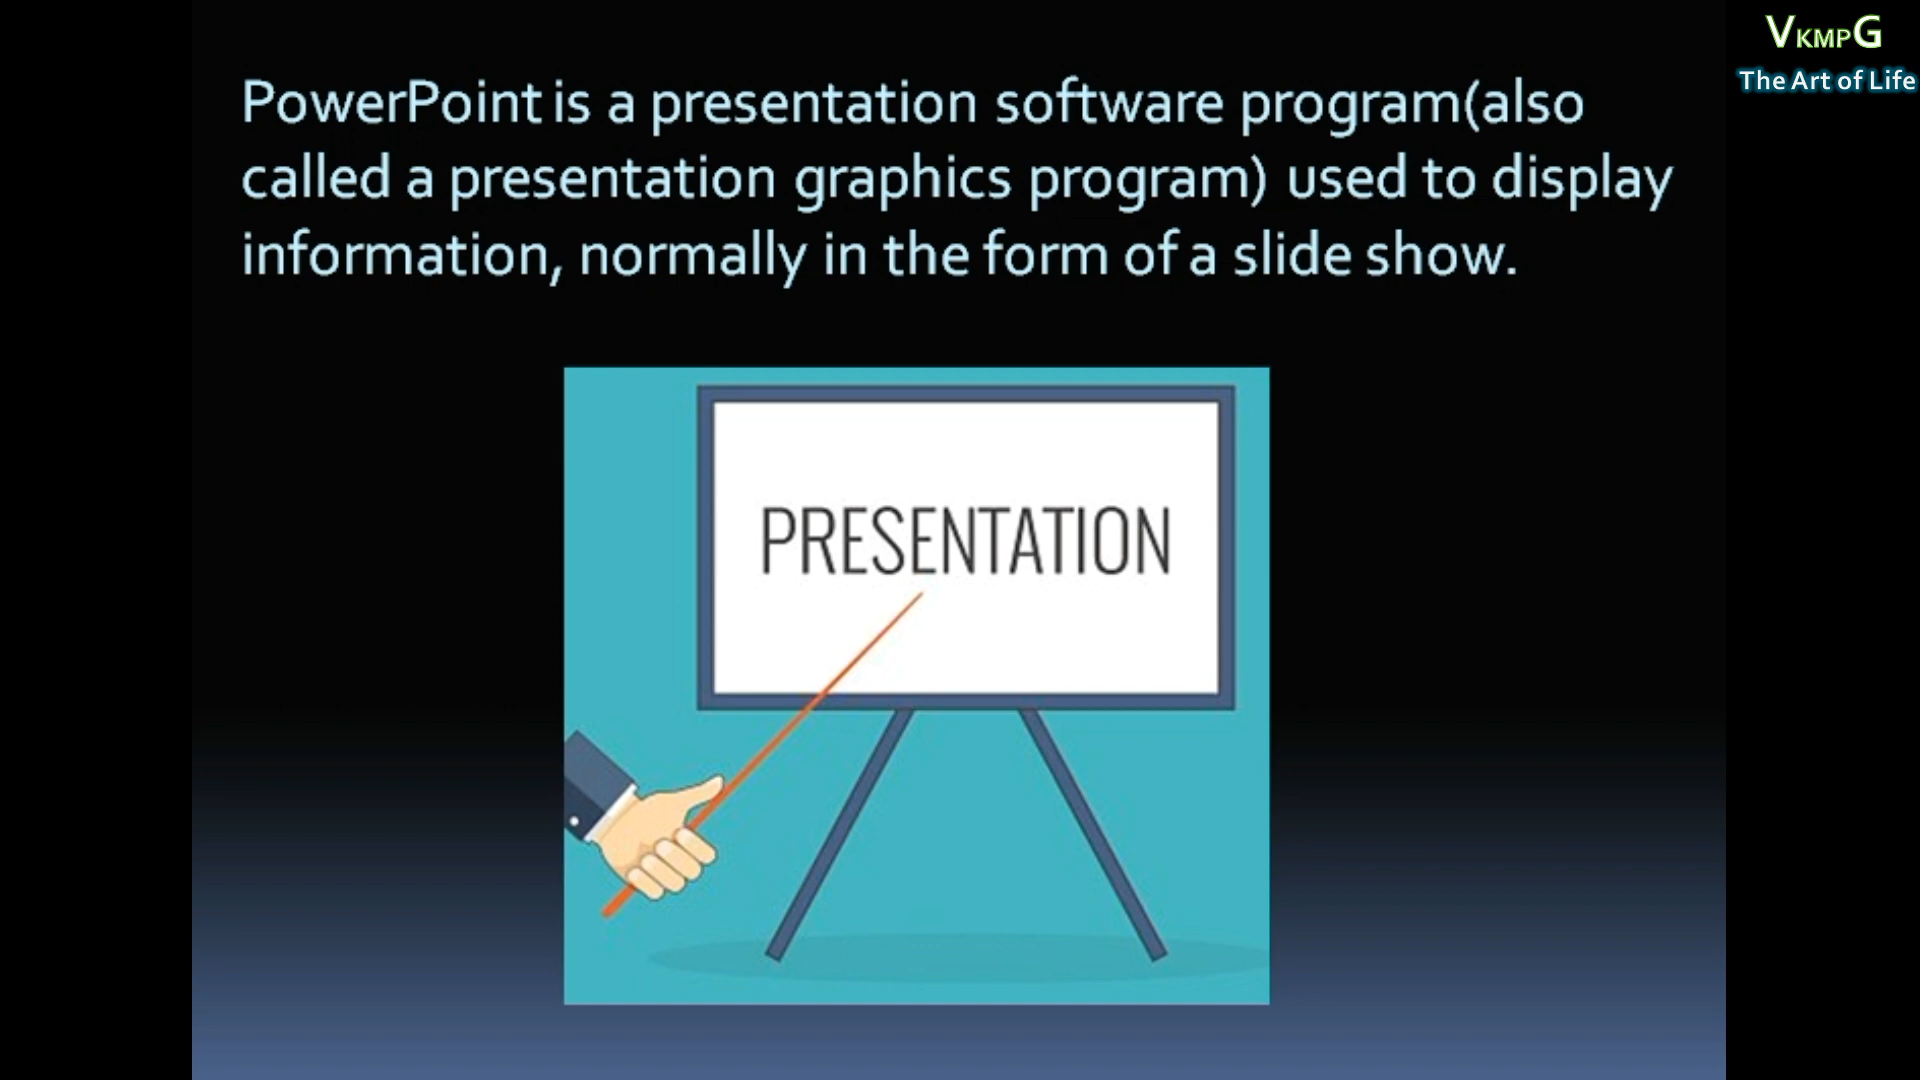 PowerPoint is a presentation software program(also
called a presentation graphics program) used to display
information, normally in the form of a slide show.
PRESENTATION
VKMPG
The Art of Life